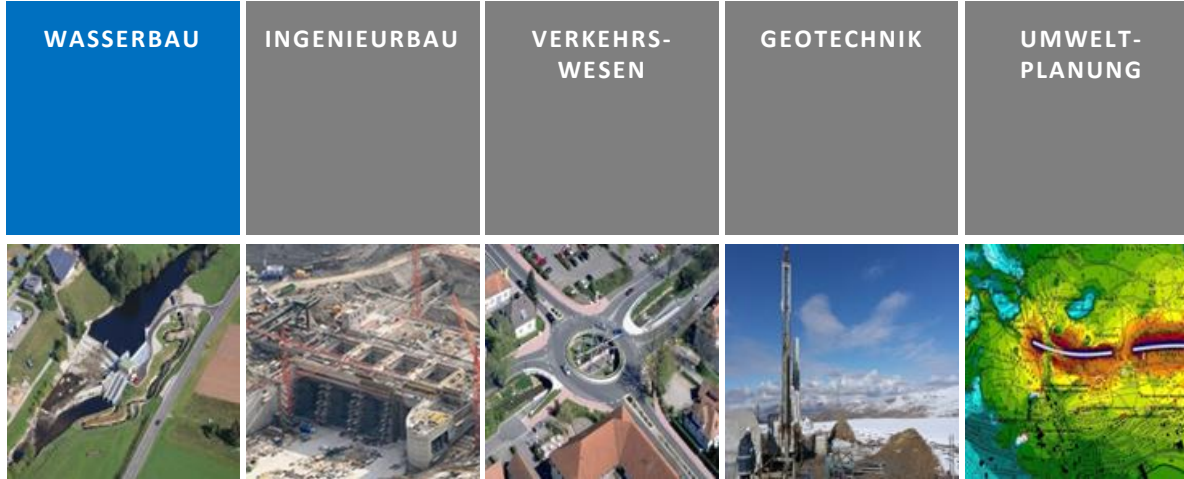 WASSERBAU
INGENIEURBAU
VERKEHRS-
WESEN
GEOTECHNIK
UMWELT-
PLANUNG